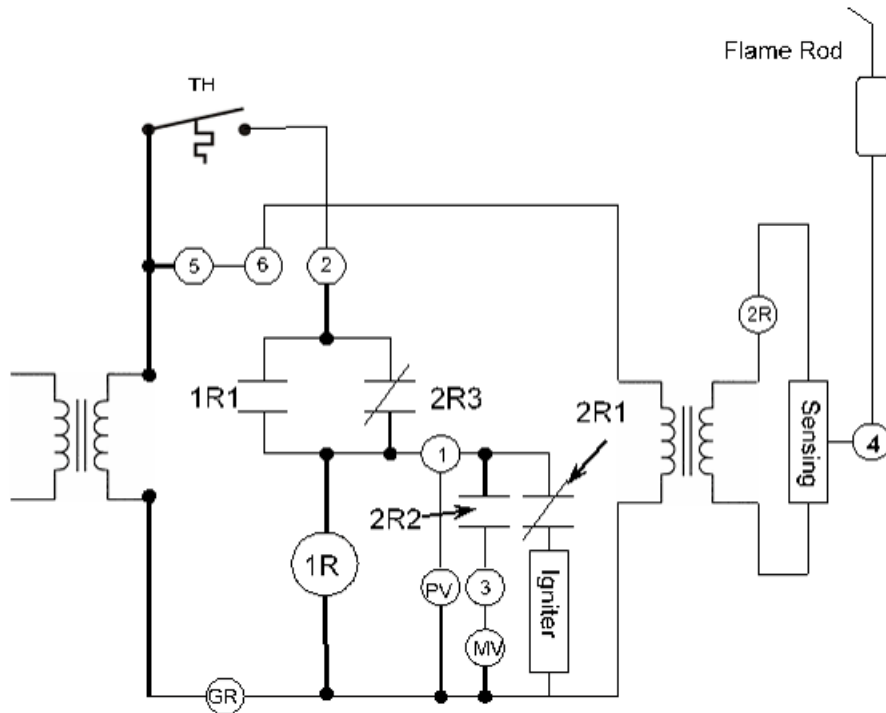 Flame Rod
TH
5
6
2
2R
1R1
2R3
2R1
Sensing
4
1
2R2
1R
Igniter
PV
3
MV
GR